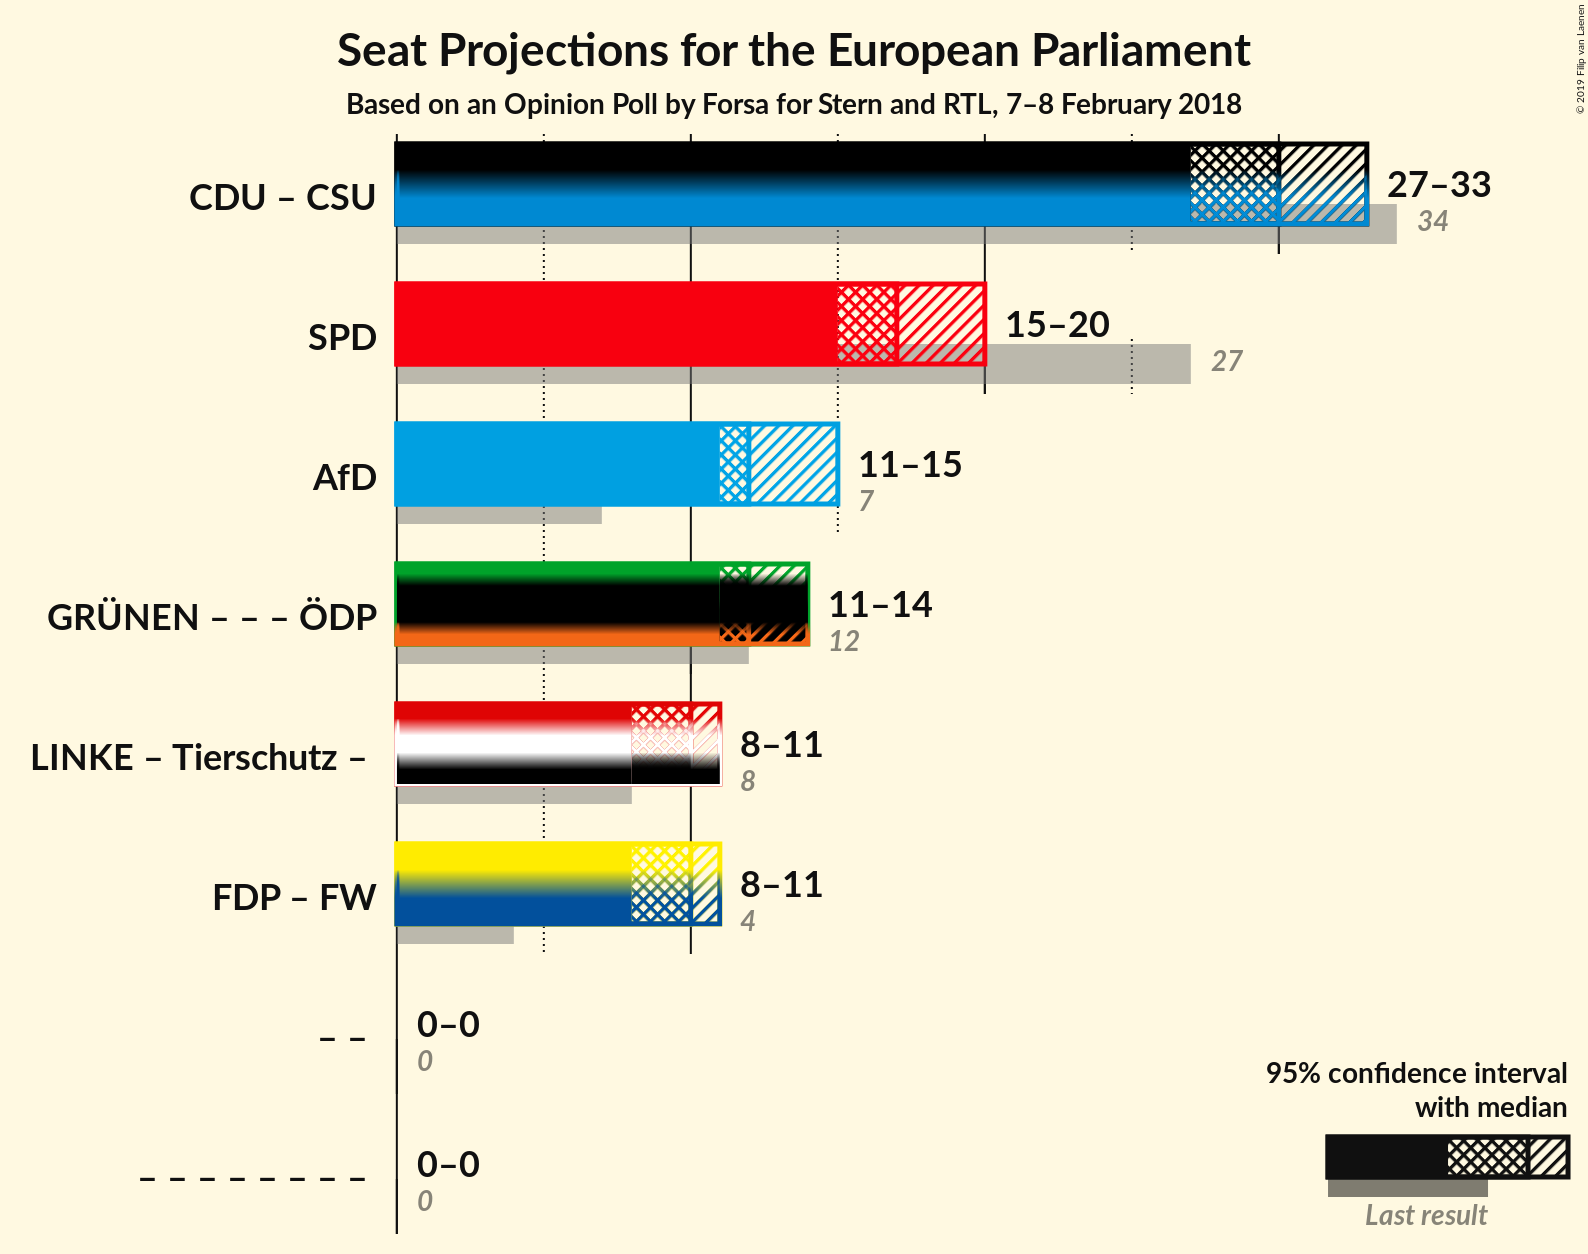 Seat Projections for the European Parliament
Based on an Opinion Poll by Forsa for Stern and RTL, 7–8 February 2018
© 2019 Filip van Laenen
CDU – CSU
27–33
34
SPD
15–20
27
AfD
11–15
7
GRÜNEN – – – ÖDP
11–14
12
LINKE – Tierschutz –
8–11
8
FDP – FW
8–11
4
– –
0–0
0
– – – – – – – –
0–0
0
95% confidence interval
with median
Last result